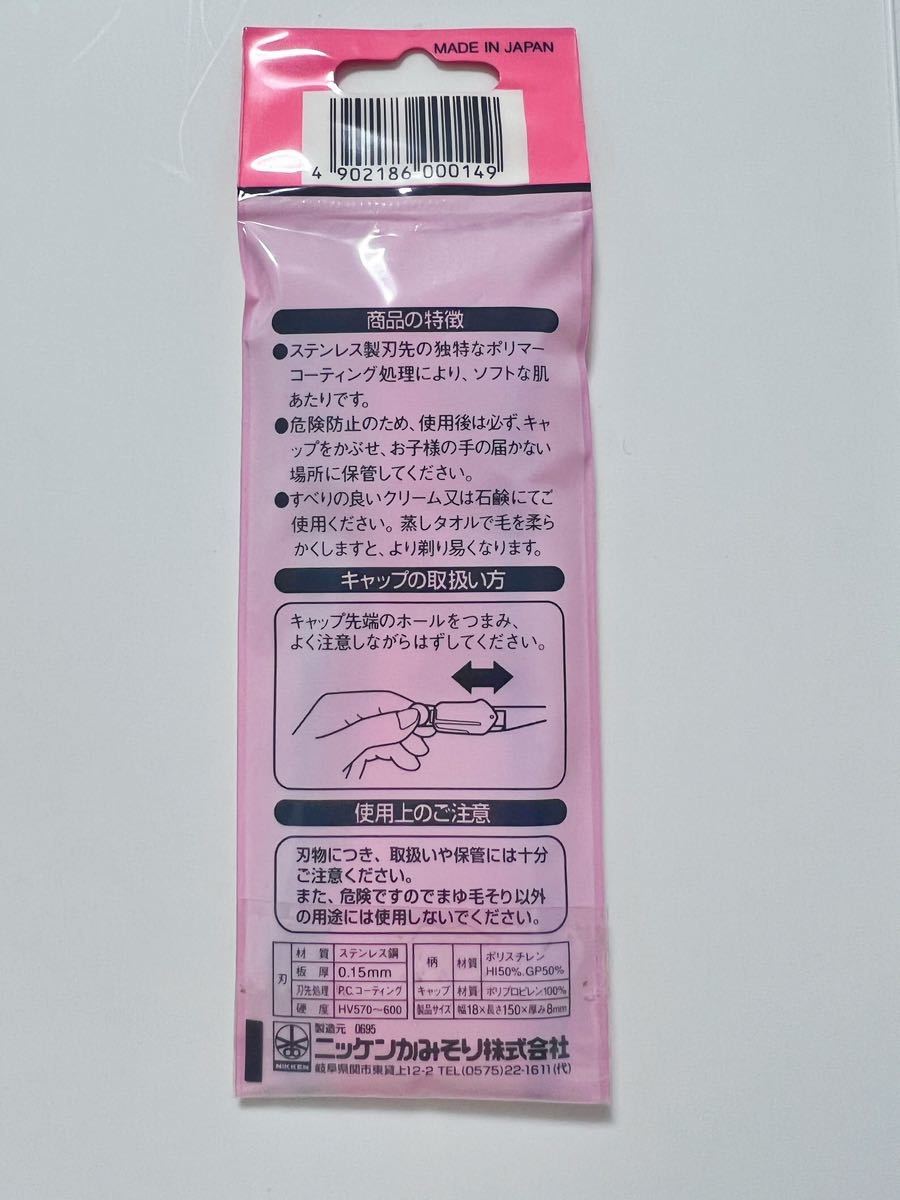 MADE IN JAPAN
4 902186 000149
商品の特徴
●ステンレス製刃先の独特なポリマー
コーティング処理により、ソフトな肌
あたりです。
●危険防止のため、使用後は必ず、キャ
ップをかぶせ、お子様の手の届かない
場所に保管してください。
●すべりの良いクリーム又は石鹸にてご
使用ください。蒸しタオルで毛を柔ら
かくしますと、より剃り易くなります。
キャップの取扱い方
キャップ先端のホールをつまみ、
よく注意しながらはずしてください。
使用上のご注意
刃物につき、取扱いや保管には十分
ご注意ください。
また、危険ですのでまゆ毛そり以外
の用途には使用しないでください。
刃 材質 ステンレス鋼
板厚 0.15mm
刃先処理 P.C.コーティング
硬度 HV570〜600
柄 材質 ポリスチレン
HI50%.GP50%
キャップ 材質 ポリプロピレン100%
製品サイズ 幅18×長さ150×厚み8mm
NIKKEN
製造元 0695
ニッケンかみそり株式会社
岐阜県関市東貸上12-2 TEL(0575)22-1611(代)